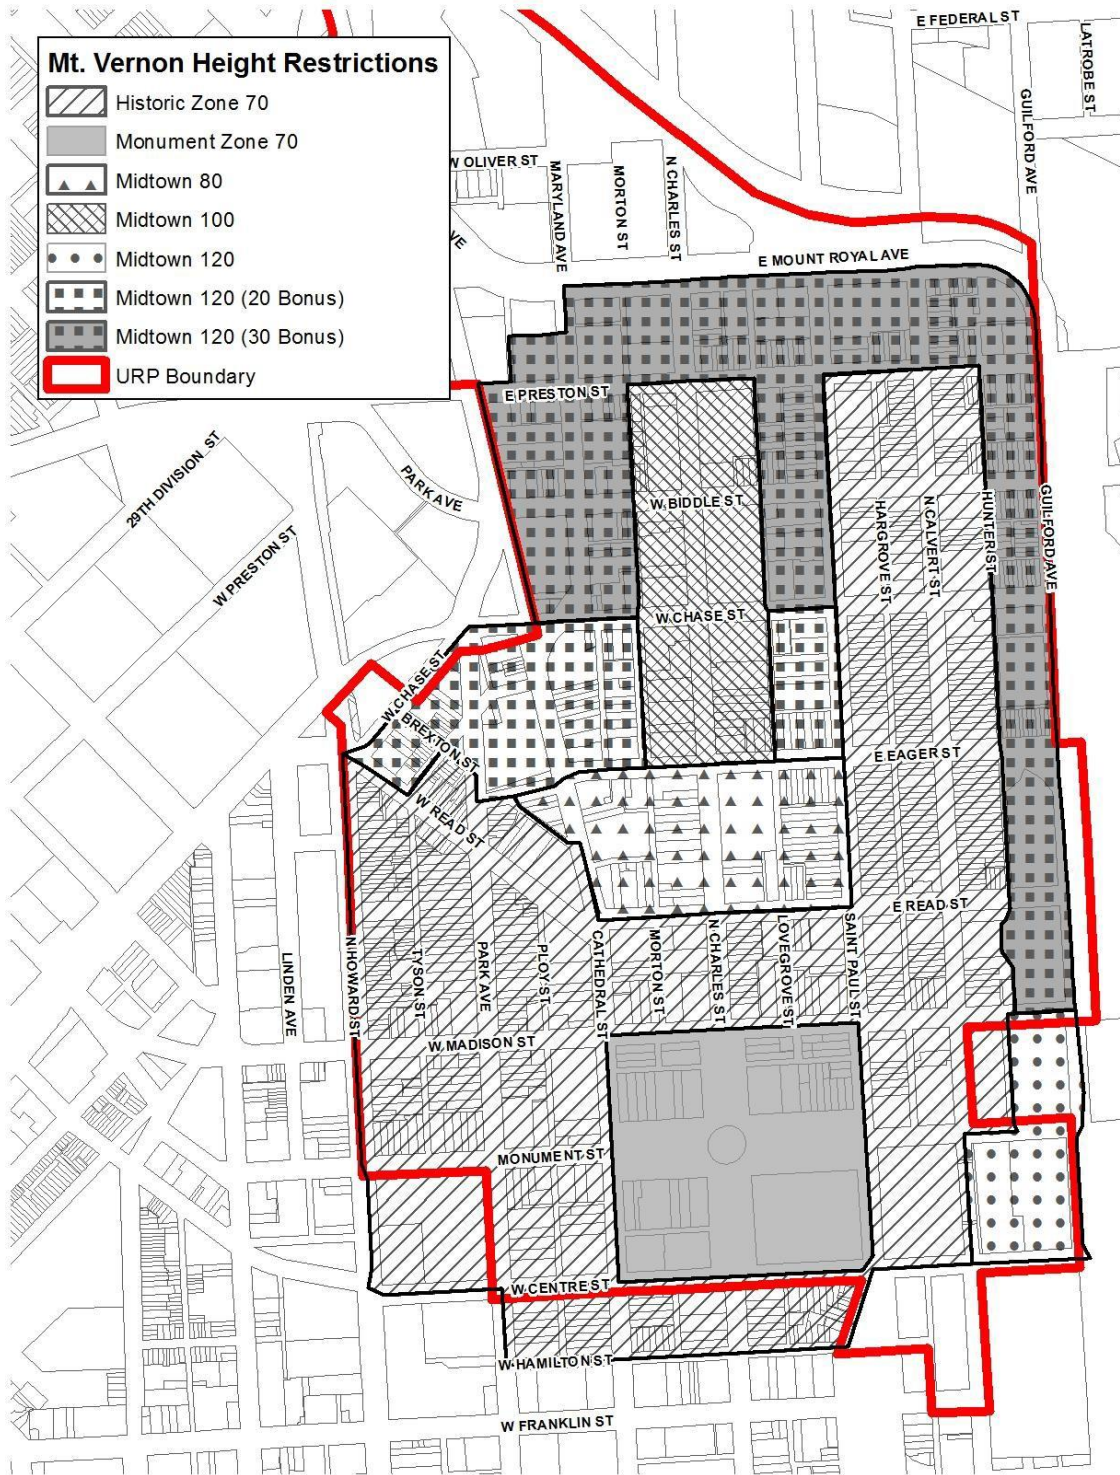 E FEDERAL ST
LATROBE ST
GUILFORD AVE
Mt. Vernon Height Restrictions
Historic Zone 70
Monument Zone 70
Midtown 80
Midtown 100
Midtown 120
Midtown 120 (20 Bonus)
Midtown 120 (30 Bonus)
URP Boundary
W OLIVER ST
MARYLAND AVE
MORTON ST
N CHARLES ST
VE
E MOUNT ROYAL AVE
E PRESTON ST
29TH DIVISION ST
PARK AVE
W PRESTON ST
W BIDDLE ST
HARGROVE ST
N CALVERT ST
HUNTER ST
GUILFORD AVE
W CHASE ST
W CHASE ST
BREXTON ST
E EAGER ST
W READ ST
E READ ST
LINDEN AVE
N HOWARD ST
TYSON ST
PARK AVE
PLOY ST
CATHEDRAL ST
MORTON ST
N CHARLES ST
LOVEGROVE ST
SAINT PAUL ST
W MADISON ST
MONUMENT ST
W CENTRE ST
W HAMILTON ST
W FRANKLIN ST